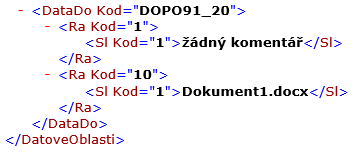 - <DataDo Kod="DOPO91_20">
- <Ra Kod="1">
<Sl Kod="1">žádný komentář</Sl>
</Ra>
- <Ra Kod="10">
<Sl Kod="1">Dokument1.docx</Sl>
</Ra>
</DataDo>
</DatoveOblasti>